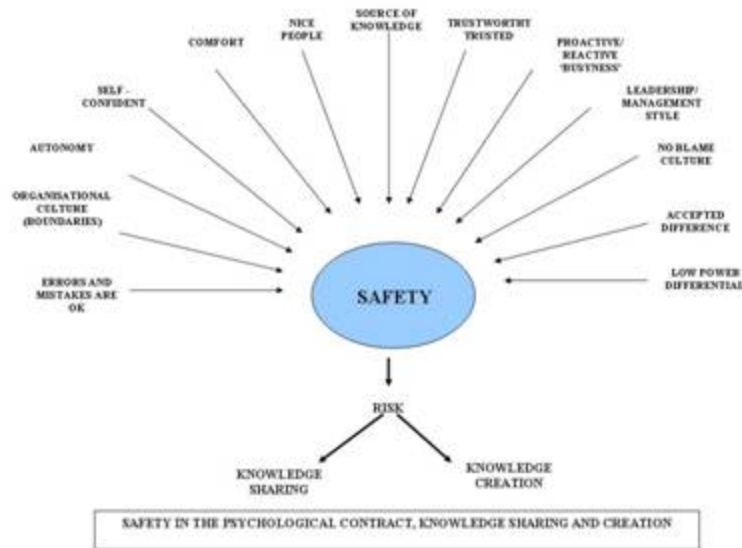 NICE
PEOPLE
SOURCE OF
KNOWLEDGE
TRUSTWORTHY
TRUSTED
COMFORT
PROACTIVE/
REACTIVE
'BUSYNESS'
SELF -
CONFIDENT
LEADERSHIP/
MANAGEMENT
STYLE
AUTONOMY
NO BLAME
CULTURE
ORGANISATIONAL
CULTURE
(BOUNDARIES)
ACCEPTED
DIFFERENCE
ERRORS AND
MISTAKES ARE
OK
LOW POWER
DIFFERENTIAL
SAFETY
RISK
KNOWLEDGE
SHARING
KNOWLEDGE
CREATION
SAFETY IN THE PSYCHOLOGICAL CONTRACT, KNOWLEDGE SHARING AND CREATION